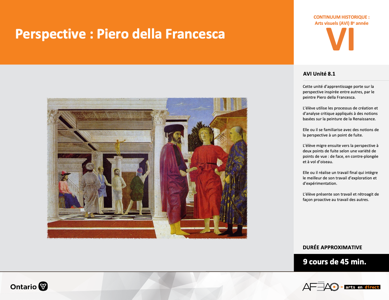 Perspective : Piero della Francesca
CONTINUUM HISTORIQUE :
Arts visuels (AVI) 8e année
VI
AVI Unité 8.1
Cette unité d'apprentissage porte sur la
perspective inspirée entre autres, par le
peintre Piero Della Francesca.
L'élève utilise les processus de création et
d'analyse critique appliqués à des notions
basées sur la peinture de la Renaissance.
Elle ou il se familiarise avec des notions de
la perspective à un point de fuite.
L'élève migre ensuite vers la perspective à
deux points de fuite selon une variété de
points de vue : de face, en contre-plongée
et à vol d'oiseau.
Elle ou il réalise un travail final qui intègre
le meilleur de son travail d'exploration et
d'expérimentation.
L'élève présente son travail et rétroagit de
façon proactive au travail des autres.
DURÉE APPROXIMATIVE
9 cours de 45 min.
Ontario
AFEAO
arts en direct